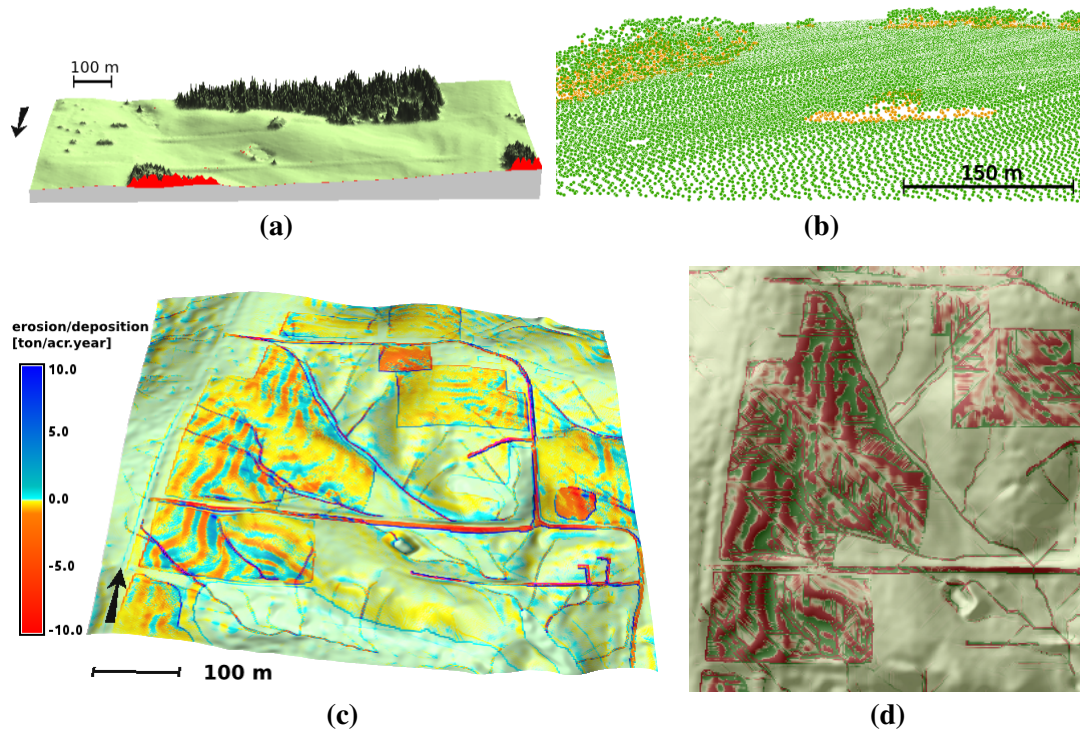 100 m
(a)
150 m
(b)
erosion/deposition
[ton/acr.year]
10.0
5.0
0.0
-5.0
-10.0
100 m
(c)
(d)